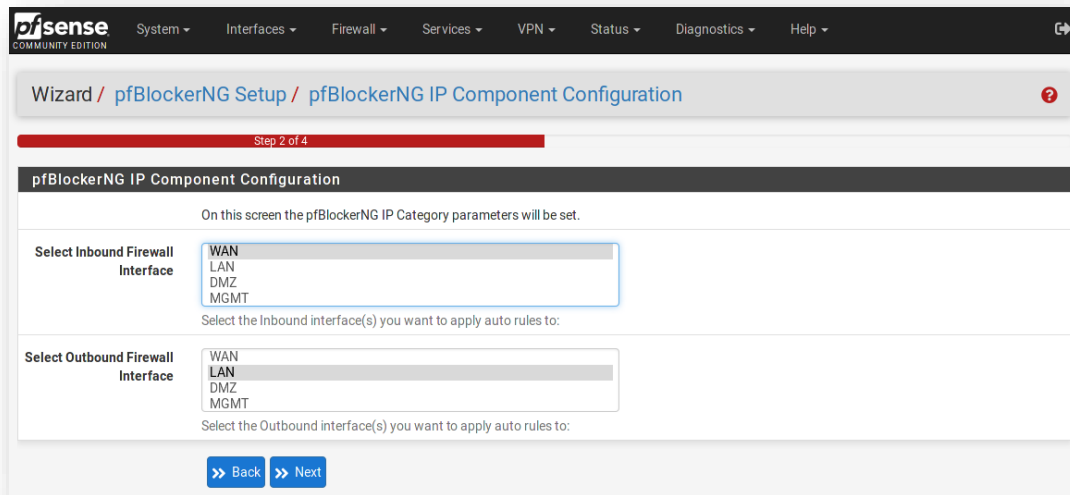 pfsense
COMMUNITY EDITION
System Interfaces Firewall Services VPN Status Diagnostics Help
Wizard / pfBlockerNG Setup / pfBlockerNG IP Component Configuration
Step 2 of 4
pfBlockerNG IP Component Configuration
On this screen the pfBlockerNG IP Category parameters will be set.
Select Inbound Firewall
Interface
WAN
LAN
DMZ
MGMT
Select the Inbound interface(s) you want to apply auto rules to:
Select Outbound Firewall
Interface
WAN
LAN
DMZ
MGMT
Select the Outbound interface(s) you want to apply auto rules to:
Back Next